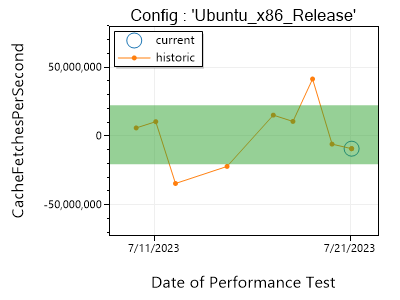 Config : 'Ubuntu_x86_Release'
current
historic
50,000,000
0
-50,000,000
CacheFetchesPerSecond
7/11/2023
7/21/2023
Date of Performance Test